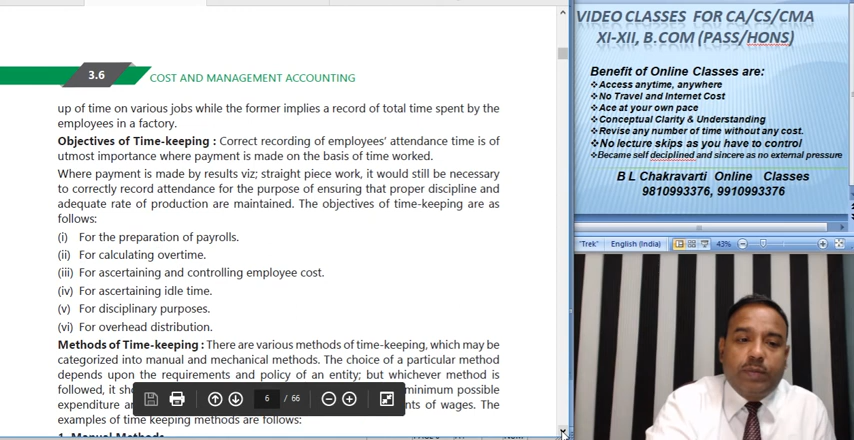 3.6 COST AND MANAGEMENT ACCOUNTING
up of time on various jobs while the former implies a record of total time spent by the
employees in a factory.
Objectives of Time-keeping : Correct recording of employees' attendance time is of
utmost importance where payment is made on the basis of time worked.
Where payment is made by results viz; straight piece work, it would still be necessary
to correctly record attendance for the purpose of ensuring that proper discipline and
adequate rate of production are maintained. The objectives of time-keeping are as
follows:
(i) For the preparation of payrolls.
(ii) For calculating overtime.
(iii) For ascertaining and controlling employee cost.
(iv) For ascertaining idle time.
(v) For disciplinary purposes.
(vi) For overhead distribution.
Methods of Time-keeping : There are various methods of time-keeping, which may be
categorized into manual and mechanical methods. The choice of a particular method
depends upon the requirements and policy of an entity; but whichever method is
followed, it minimum possible
expenditure of wages. The
examples of time keeping methods are follows:
1. Manual Methods
6 / 66
VIDEO CLASSES FOR CA/CS/CMA
XI-XII, B.COM (PASS/HONS)
Benefit of Online Classes are:
Access anytime, anywhere
No Travel and Internet Cost
Ace at your own pace
Conceptual Clarity & Understanding
Revise any number of time without any cost.
No lecture skips as you have to control
Became self deciplined and sincere as no external pressure
B L Chakravarti Online Classes
9810993376, 9910993376
"Trek" English (India) 43%